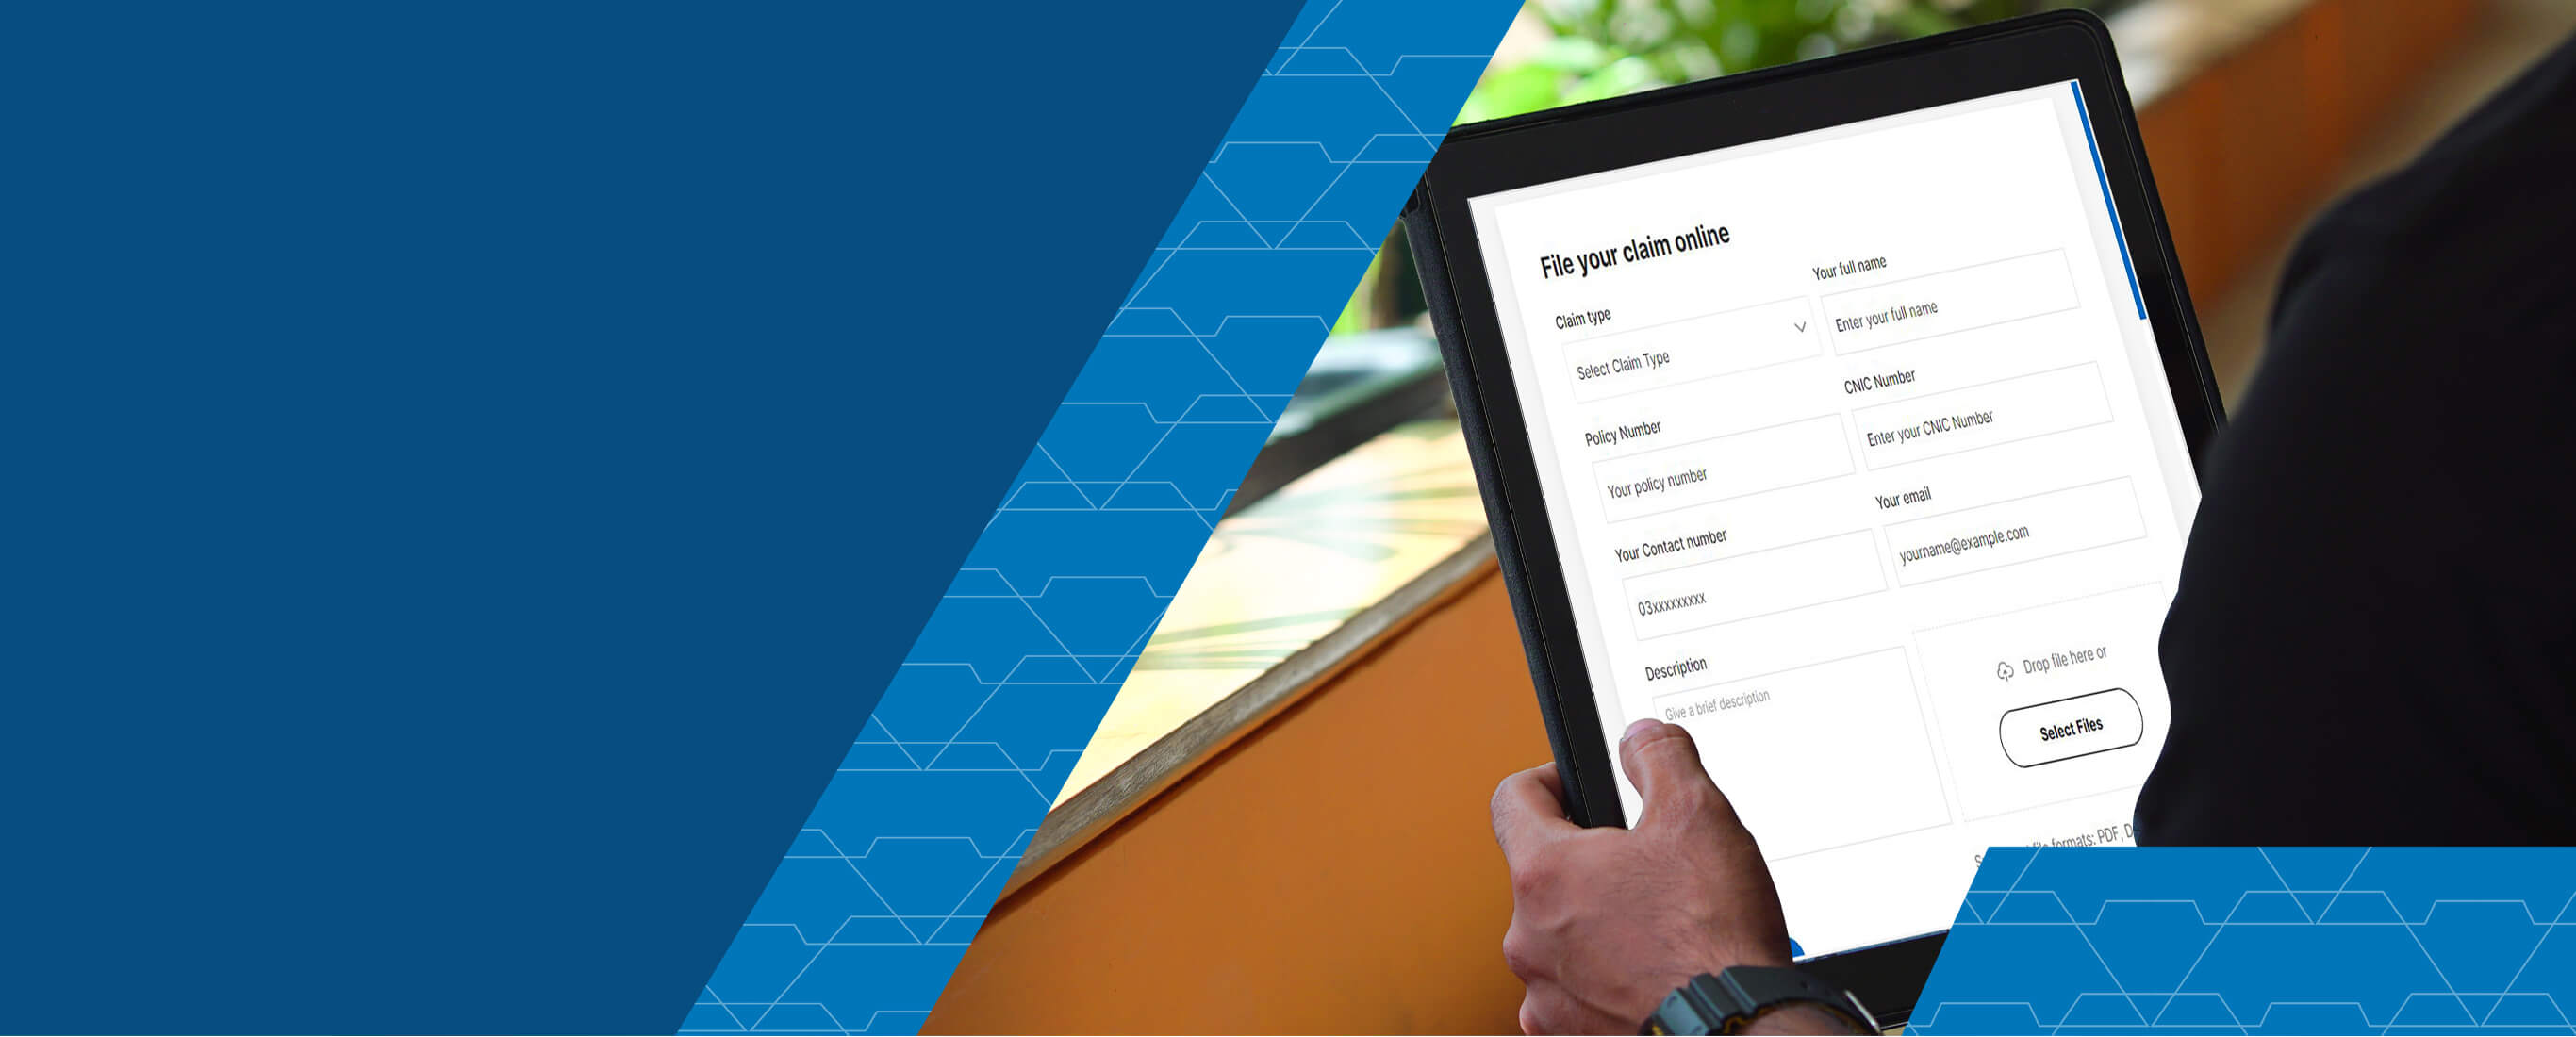 File your claim online
Claim type
Your full name
Select Claim Type
Enter your full name
Policy Number
CNIC Number
Your policy number
Enter your CNIC Number
Your Contact number
Your email
03xxxxxxxxx
yourname@example.com
Description
Give a brief description
Drop file here or
Select Files
formats: PDF,